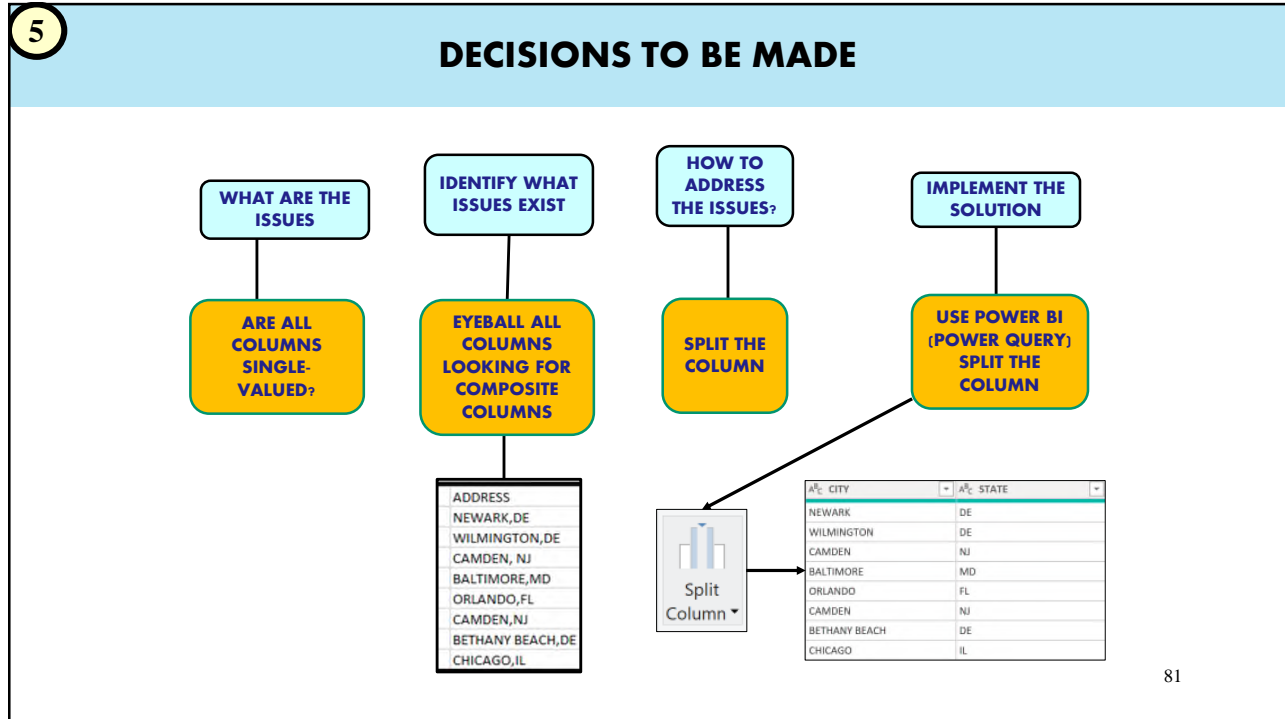 5
DECISIONS TO BE MADE
WHAT ARE THE
ISSUES
IDENTIFY WHAT
ISSUES EXIST
HOW TO
ADDRESS
THE ISSUES?
IMPLEMENT THE
SOLUTION
ARE ALL
COLUMNS
SINGLE-
VALUED?
EYEBALL ALL
COLUMNS
LOOKING FOR
COMPOSITE
COLUMNS
SPLIT THE
COLUMN
USE POWER BI
(POWER QUERY)
SPLIT THE
COLUMN
ADDRESS
NEWARK,DE
WILMINGTON,DE
CAMDEN, NJ
BALTIMORE,MD
ORLANDO,FL
CAMDEN,NJ
BETHANY BEACH,DE
CHICAGO,IL
Split
Column
ABC CITY ABC STATE
NEWARK DE
WILMINGTON DE
CAMDEN NJ
BALTIMORE MD
ORLANDO FL
CAMDEN NJ
BETHANY BEACH DE
CHICAGO IL
81